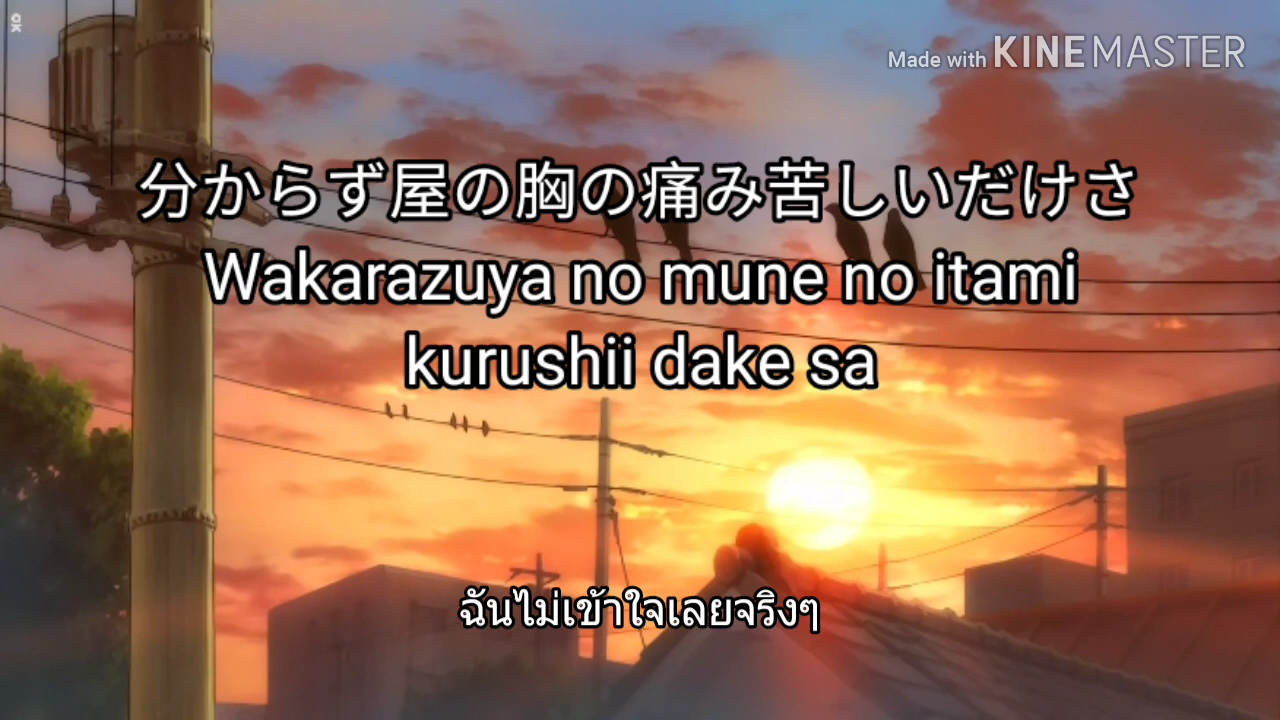 Made with KINEMASTER
分からず屋の胸の痛み苦しいだけさ
Wakarazuya no mune no itami
kurushii dake sa
ฉันไม่เข้าใจเลยจริงๆ